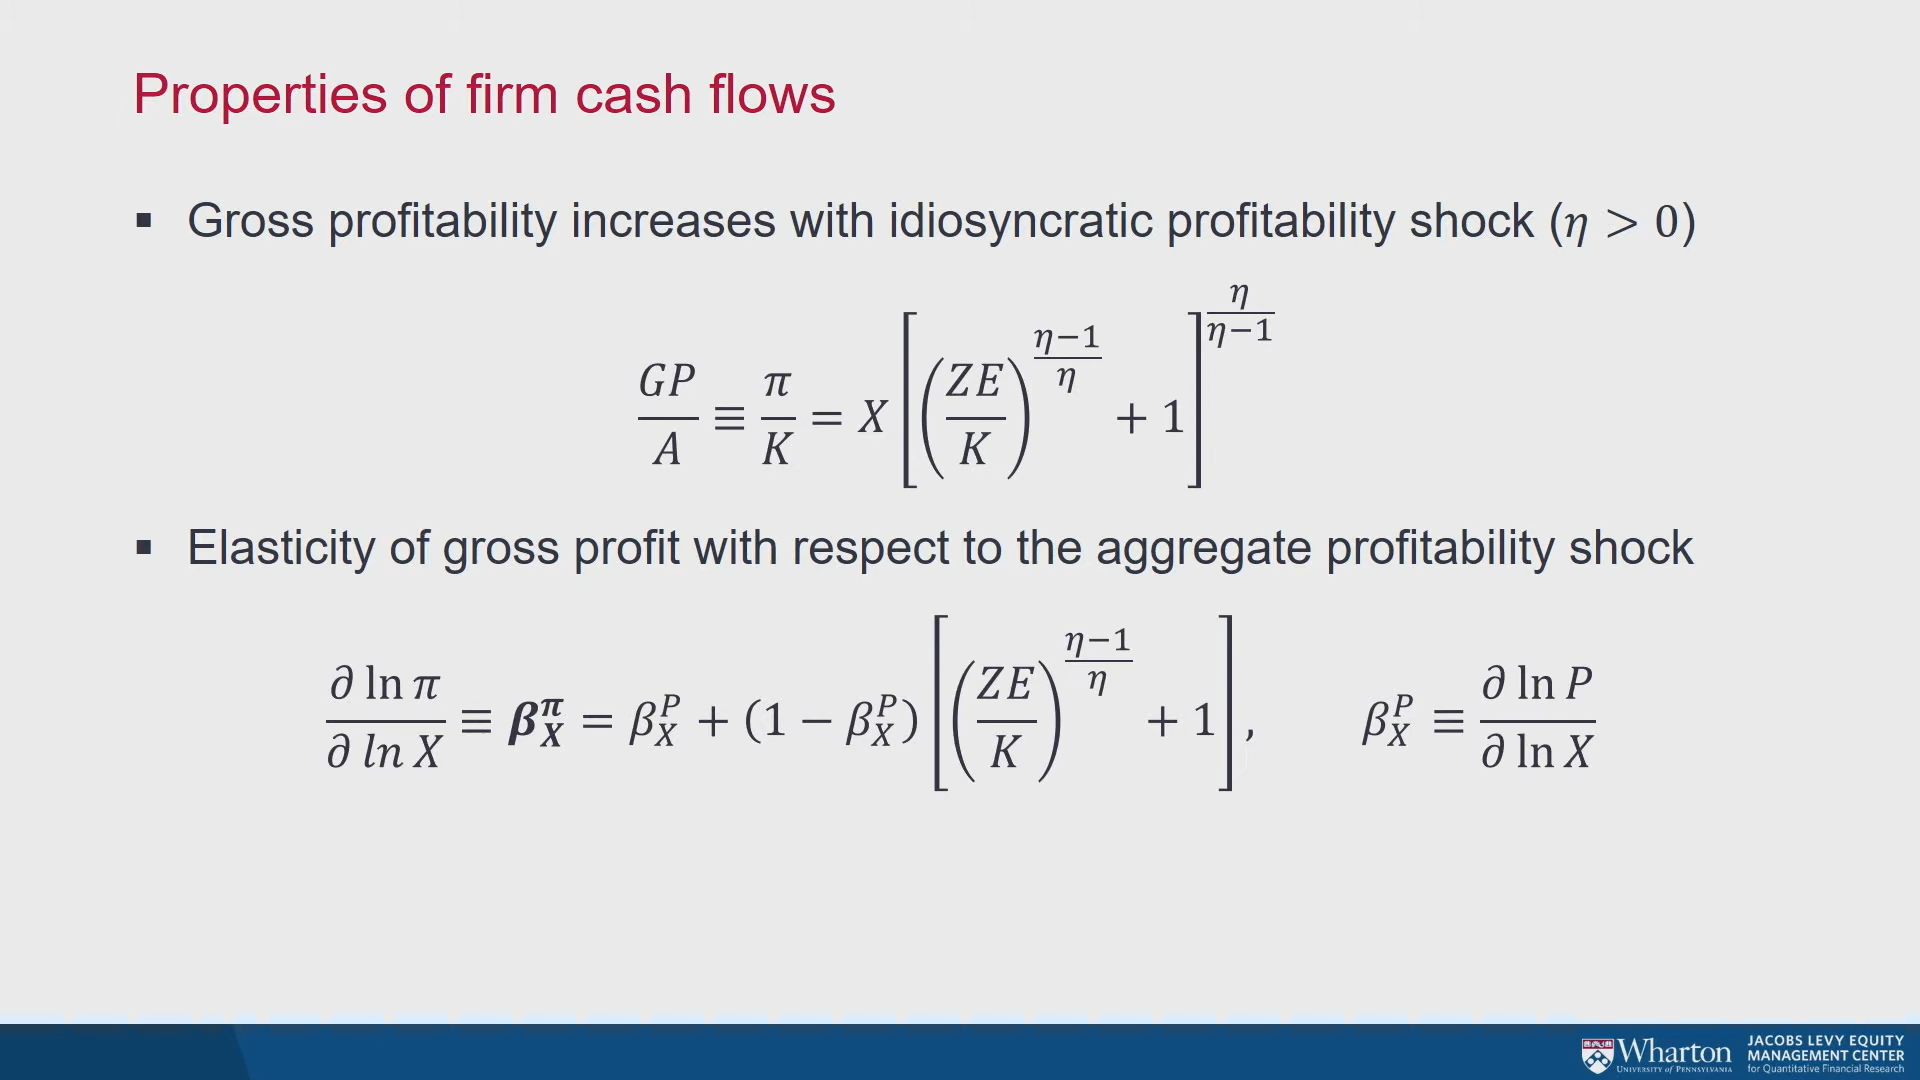 Properties of firm cash flows
▪ Gross profitability increases with idiosyncratic profitability shock (η > 0)
GP/A ≡ π/K = X [(ZE/K)^((η−1)/η) + 1]^(η/(η−1))
▪ Elasticity of gross profit with respect to the aggregate profitability shock
∂ ln π/∂ ln X ≡ β_X^π = β_X^P + (1 − β_X^P) [(ZE/K)^((η−1)/η) + 1], β_X^P ≡ ∂ ln P/∂ ln X
Wharton
UNIVERSITY of PENNSYLVANIA
JACOBS LEVY EQUITY
MANAGEMENT CENTER
for Quantitative Financial Research